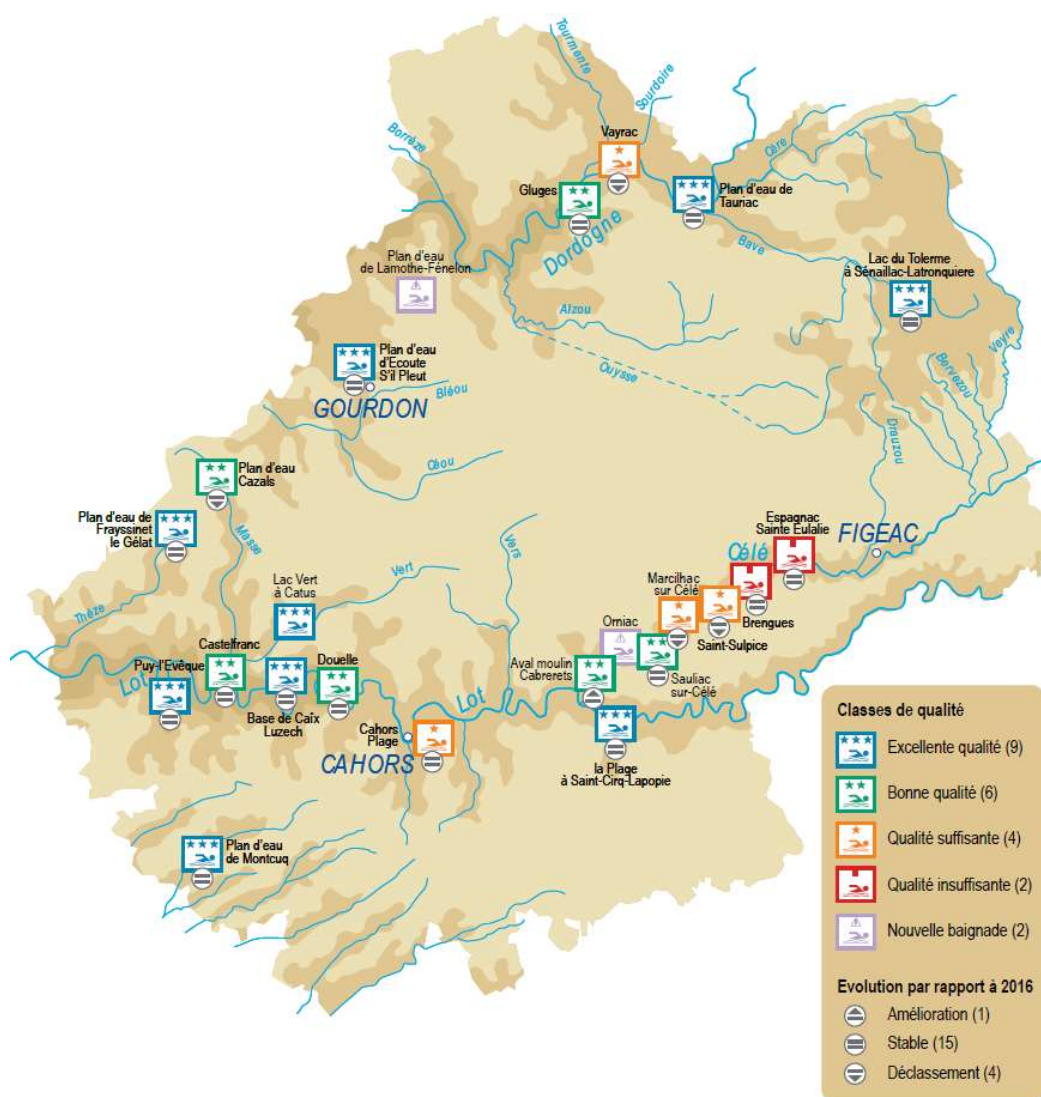 Tourmente
Sourdoire
Borrèze
Vayrac
Cère
Gluges
Plan d'eau de
Tauriac
Dordogne
Bave
Plan d'eau
de Lamothe-Fénelon
Lac du Tolerme
à Sénaillac-Latronquiere
Alzou
Ouysse
Veyre
Bervezou
Plan d'eau
d'Ecoute
S'il Pleut
Bléou
GOURDON
Drauzou
Céou
Plan d'eau
Cazals
Plan d'eau de
Frayssinet
le Gélat
Masse
Vers
Espagnac
Sainte Eulalie
FIGEAC
Célé
Vert
Lac Vert
à Catus
Marcilhac
sur Célé
Thèze
Brengues
Orniac
Saint-Sulpice
Castelfranc
Puy-l'Evêque
Douelle
Aval moulin
Cabrerets
Sauliac
sur-Célé
Lot
Lot
Base de Caïx
Luzech
Cahors
Plage
CAHORS
la Plage
à Saint-Cirq-Lapopie
Plan d'eau
de Montcuq
Classes de qualité
Excellente qualité (9)
Bonne qualité (6)
Qualité suffisante (4)
Qualité insuffisante (2)
Nouvelle baignade (2)
Evolution par rapport à 2016
Amélioration (1)
Stable (15)
Déclassement (4)